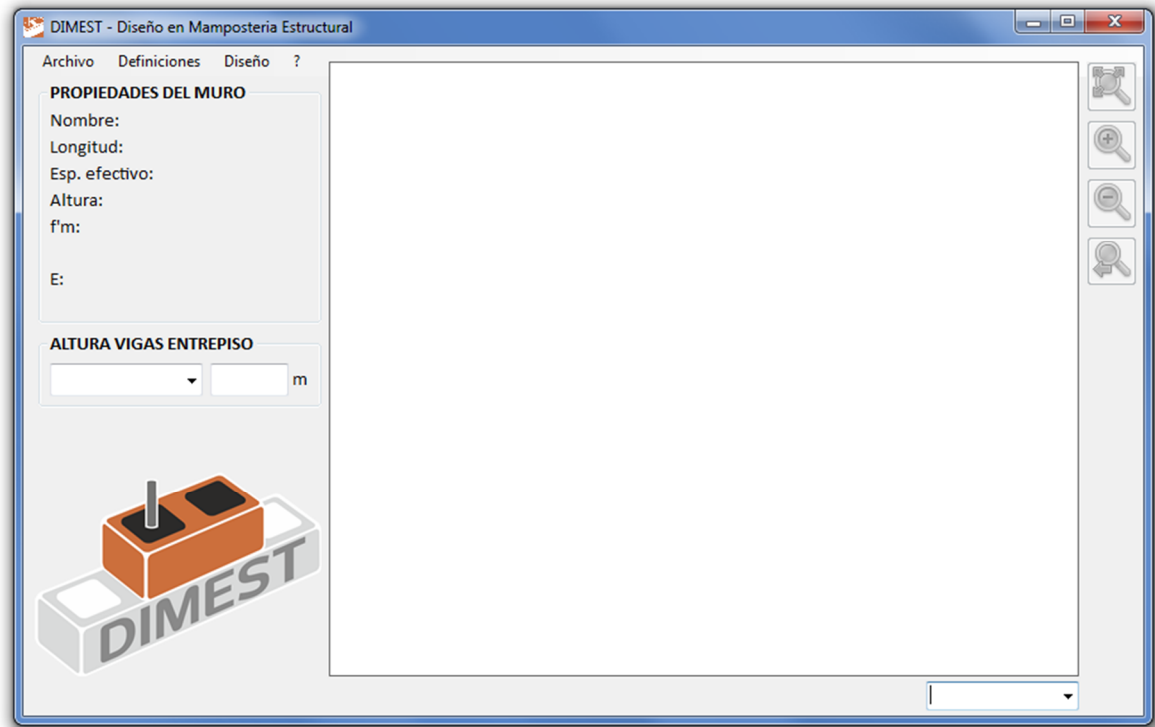 DIMEST - Diseño en Mamposteria Estructural
Archivo Definiciones Diseño ?
PROPIEDADES DEL MURO
Nombre:
Longitud:
Esp. efectivo:
Altura:
f'm:
E:
ALTURA VIGAS ENTREPISO
m
DIMEST